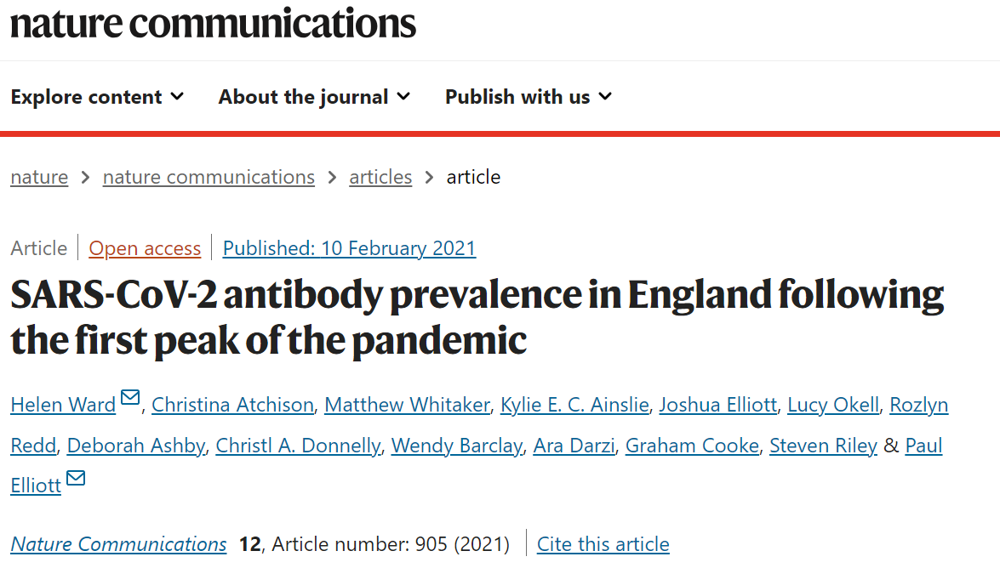 nature communications
Explore content About the journal Publish with us
nature > nature communications > articles > article
Article | Open access | Published: 10 February 2021
SARS-CoV-2 antibody prevalence in England following
the first peak of the pandemic
Helen Ward, Christina Atchison, Matthew Whitaker, Kylie E. C. Ainslie, Joshua Elliott, Lucy Okell, Rozlyn
Redd, Deborah Ashby, Christl A. Donnelly, Wendy Barclay, Ara Darzi, Graham Cooke, Steven Riley & Paul
Elliott
Nature Communications 12, Article number: 905 (2021) | Cite this article